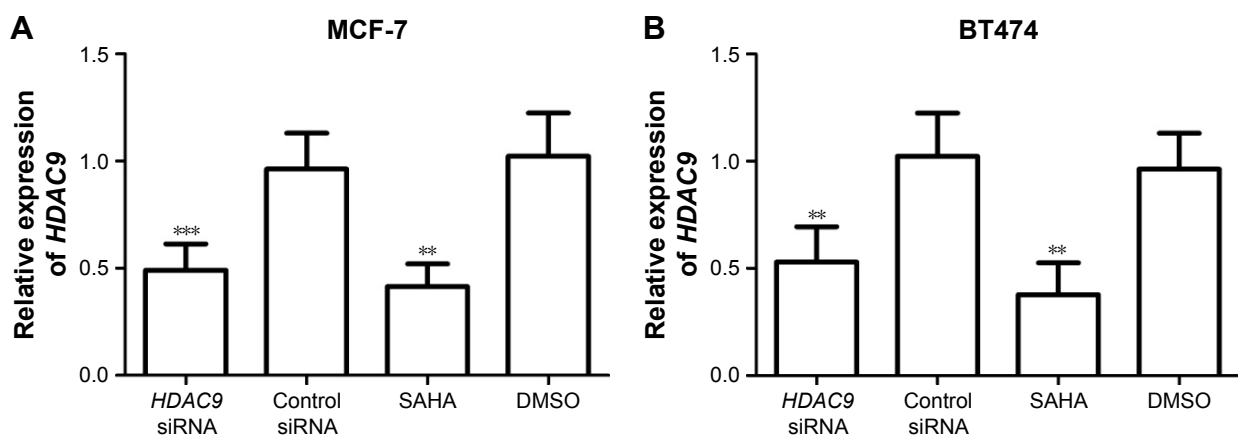 A
MCF-7
Relative expression
of HDAC9
1.5
1.0
0.5
0.0
***
**
HDAC9
siRNA
Control
siRNA
SAHA
DMSO
B
BT474
Relative expression
of HDAC9
1.5
1.0
0.5
0.0
**
**
HDAC9
siRNA
Control
siRNA
SAHA
DMSO